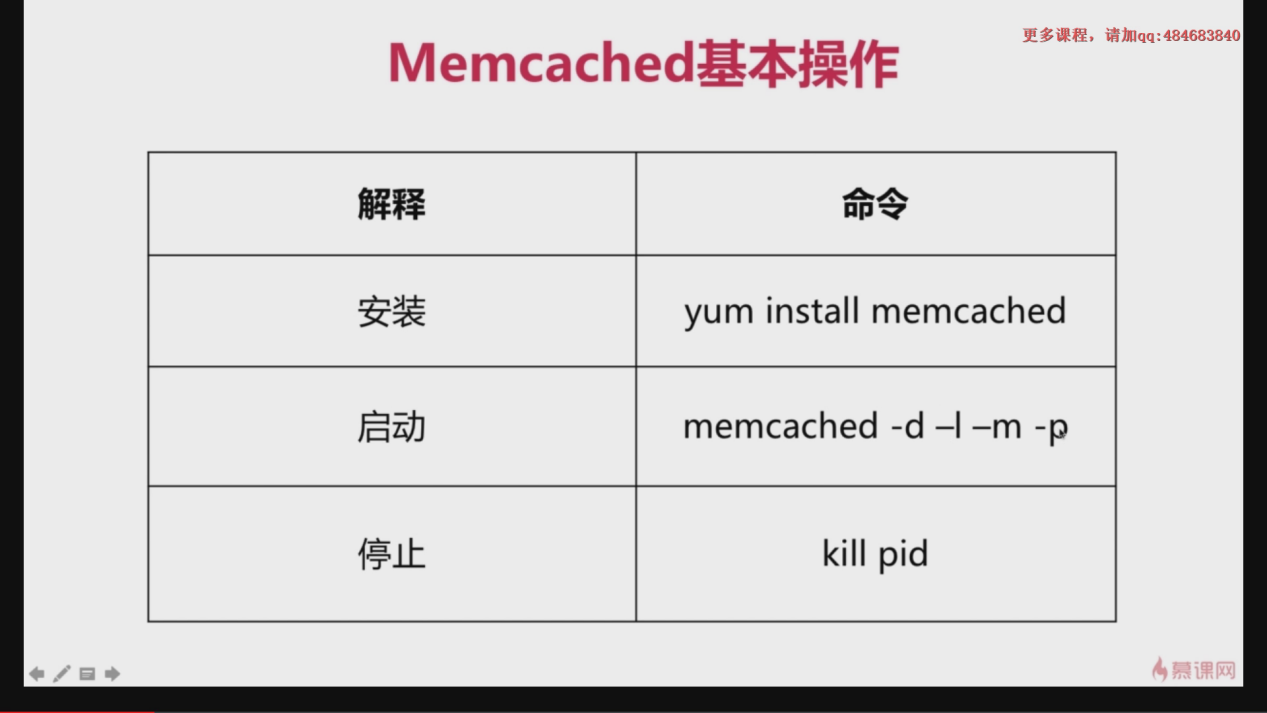 更多课程，请加qq:484683840
Memcached基本操作
解释 命令
安装 yum install memcached
启动 memcached -d –l –m -p
停止 kill pid
慕课网